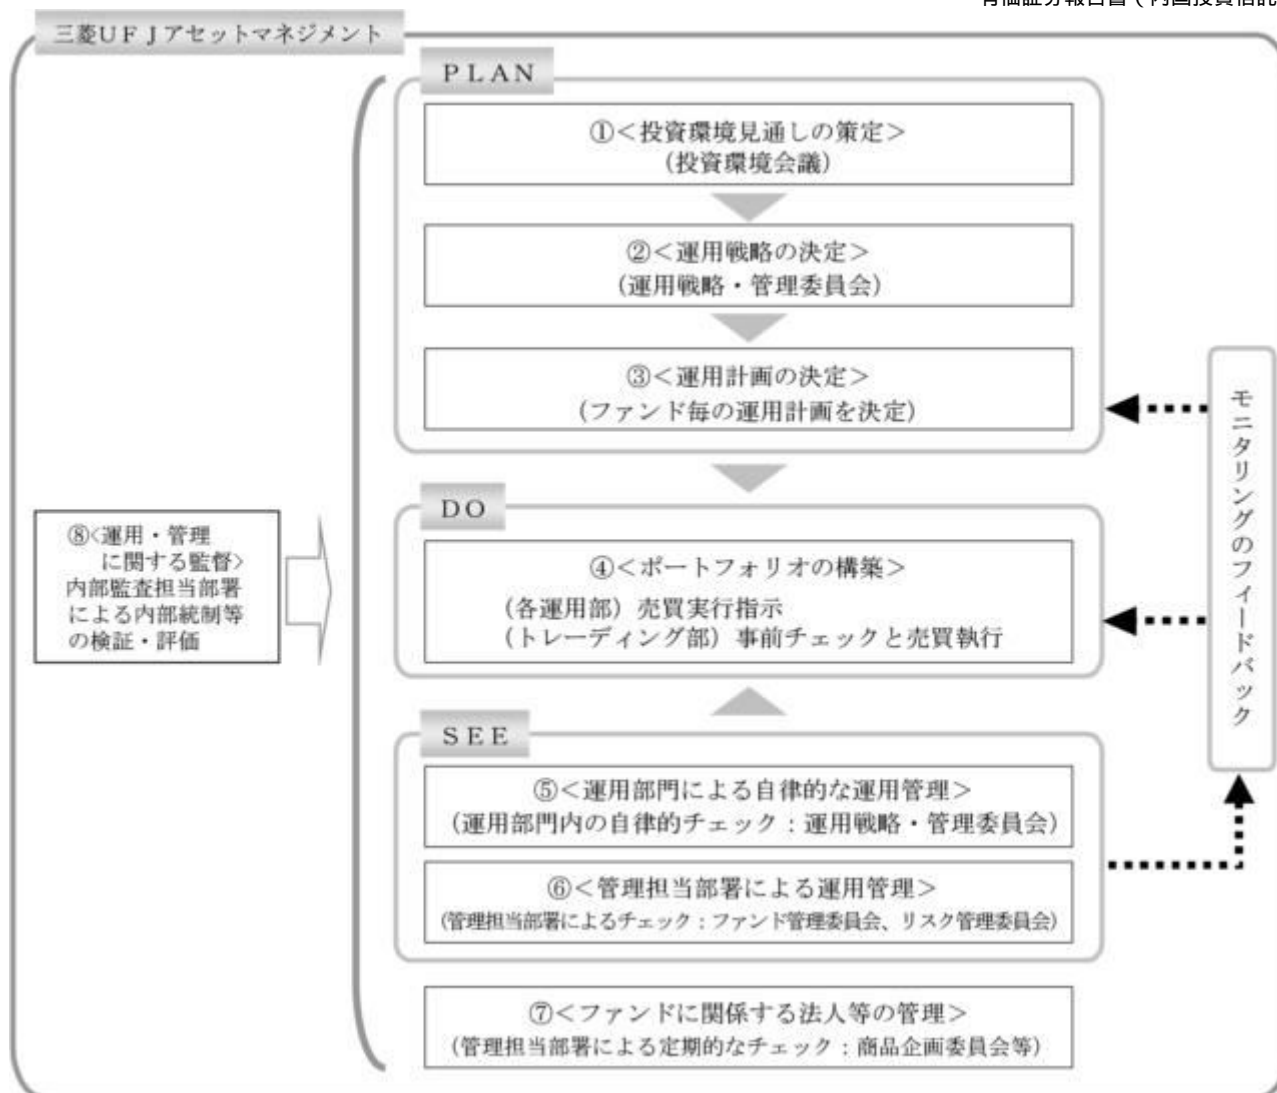 三菱ＵＦＪアセットマネジメント
ＰＬＡＮ
①＜投資環境見通しの策定＞
（投資環境会議）
②＜運用戦略の決定＞
（運用戦略・管理委員会）
③＜運用計画の決定＞
（ファンド毎の運用計画を決定）
ＤＯ
④＜ポートフォリオの構築＞
（各運用部）売買実行指示
（トレーディング部）事前チェックと売買執行
ＳＥＥ
⑤＜運用部門による自律的な運用管理＞
（運用部門内の自律的チェック：運用戦略・管理委員会）
⑥＜管理担当部署による運用管理＞
（管理担当部署によるチェック：ファンド管理委員会、リスク管理委員会）
⑦＜ファンドに関係する法人等の管理＞
（管理担当部署による定期的なチェック：商品企画委員会等）
⑧<運用・管理
に関する監督>
内部監査担当部署
による内部統制等
の検証・評価
モニタリングのフィードバック